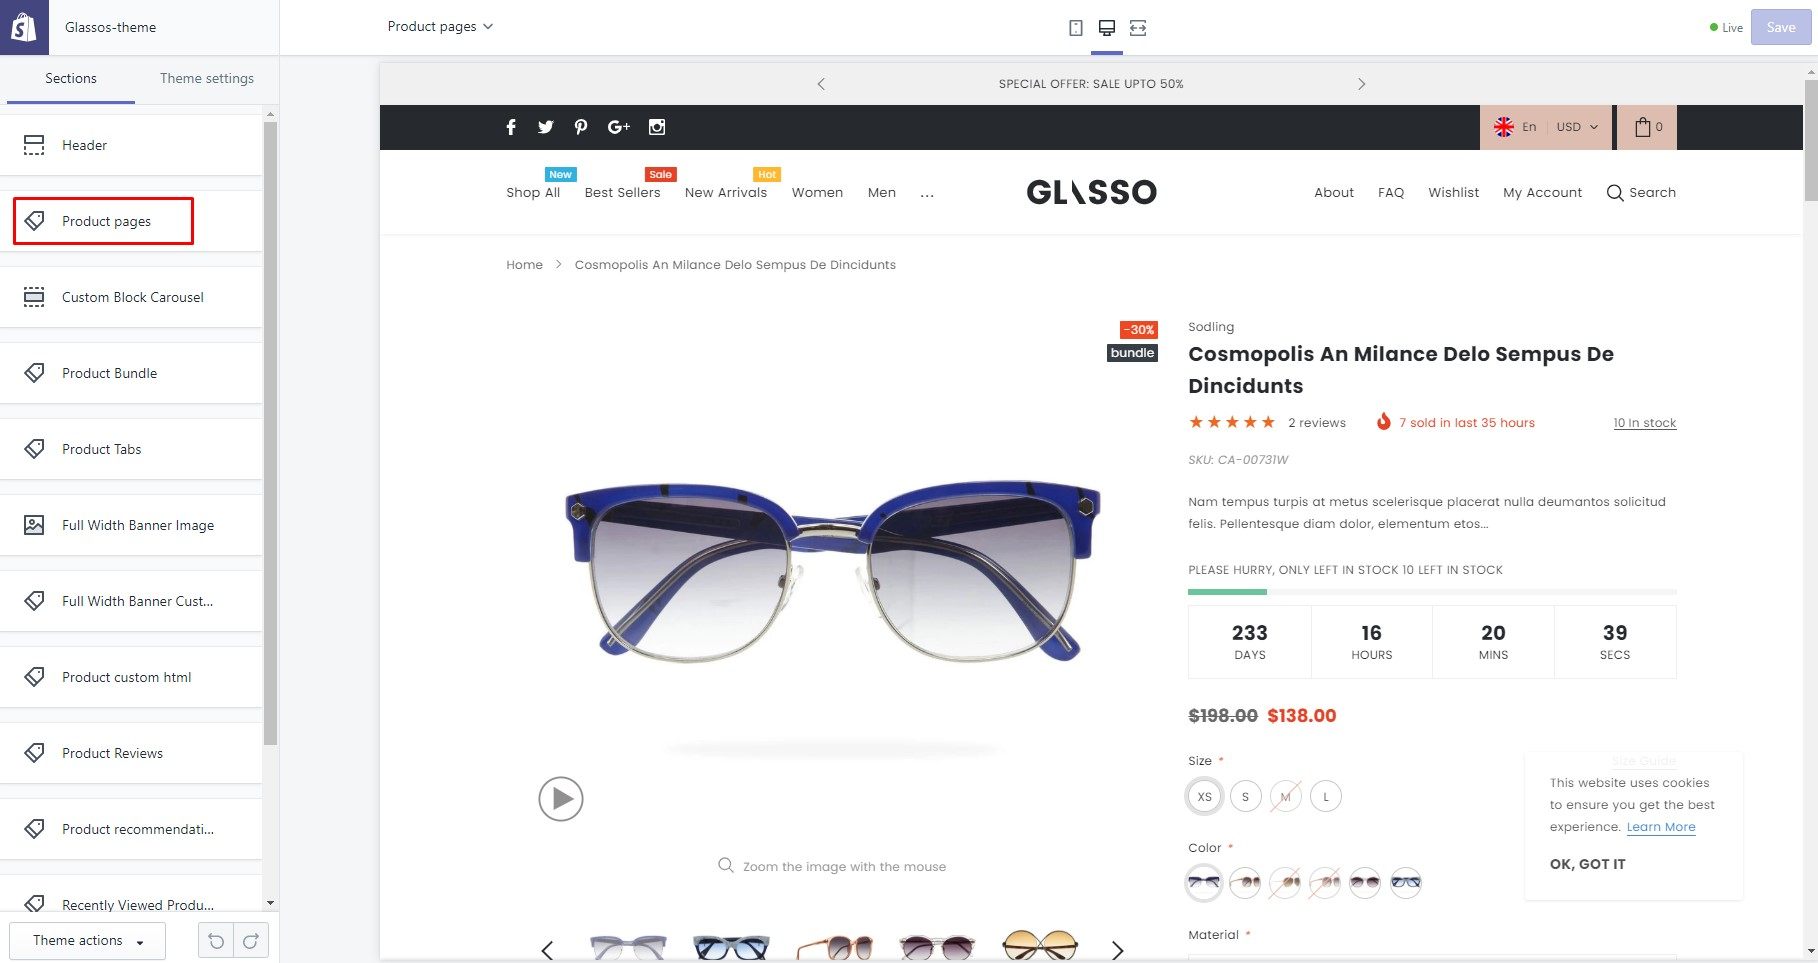 Glassos-theme
Product pages
Live
Save
Sections
Theme settings
Header
Product pages
Custom Block Carousel
Product Bundle
Product Tabs
Full Width Banner Image
Full Width Banner Cust...
Product custom html
Product Reviews
Product recommendati...
Recently Viewed Produ...
Theme actions
SPECIAL OFFER: SALE UPTO 50%
G+
En
USD
0
New
Sale
Hot
Shop All
Best Sellers
New Arrivals
Women
Men
...
GLASSO
About
FAQ
Wishlist
My Account
Search
Home
Cosmopolis An Milance Delo Sempus De Dincidunts
-30%
bundle
Zoom the image with the mouse
Sodling
Cosmopolis An Milance Delo Sempus De
Dincidunts
2 reviews
7 sold in last 35 hours
10 In stock
SKU: CA-00731W
Nam tempus turpis at metus scelerisque placerat nulla deumantos solicitud
felis. Pellentesque diam dolor, elementum etos...
PLEASE HURRY, ONLY LEFT IN STOCK 10 LEFT IN STOCK
233
DAYS
16
HOURS
20
MINS
39
SECS
$198.00 $138.00
Size *
Size Guide
XS
S
M
L
Color *
Material *
This website uses cookies
to ensure you get the best
experience. Learn More
OK, GOT IT